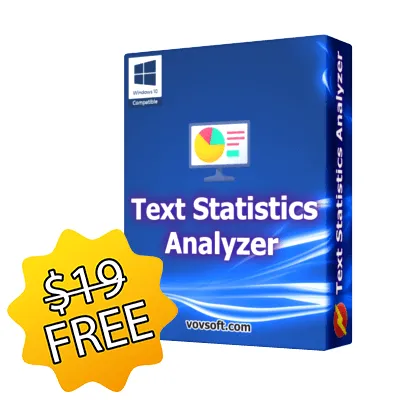 Windows 10
Compatible
Text Statistics
Analyzer
vovsoft.com
Text Statistics Analyzer
$19
FREE